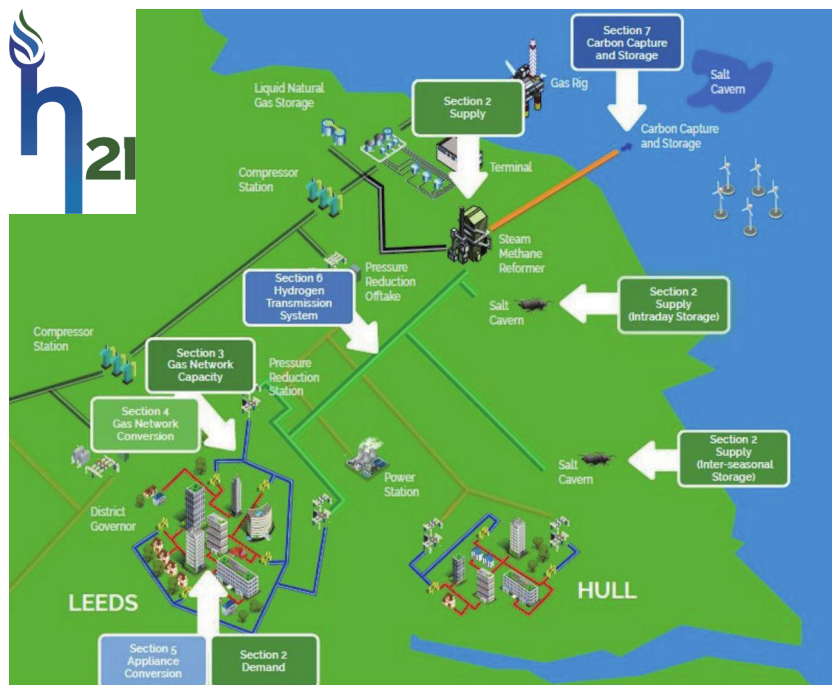 h21
Section 7
Carbon Capture
and Storage
Liquid Natural
Gas Storage
Section 2
Supply
Gas Rig
Salt
Cavern
Carbon Capture
and Storage
Terminal
Compressor
Station
Steam
Methane
Reformer
Pressure
Reduction
Offtake
Section 6
Hydrogen
Transmission
System
Salt
Cavern
Section 2
Supply
(Intraday Storage)
Compressor
Station
Section 3
Gas Network
Capacity
Pressure
Reduction
Station
Section 4
Gas Network
Conversion
Salt
Cavern
Section 2
Supply
(Inter-seasonal
Storage)
Power
Station
District
Governor
LEEDS
HULL
Section 5
Appliance
Conversion
Section 2
Demand